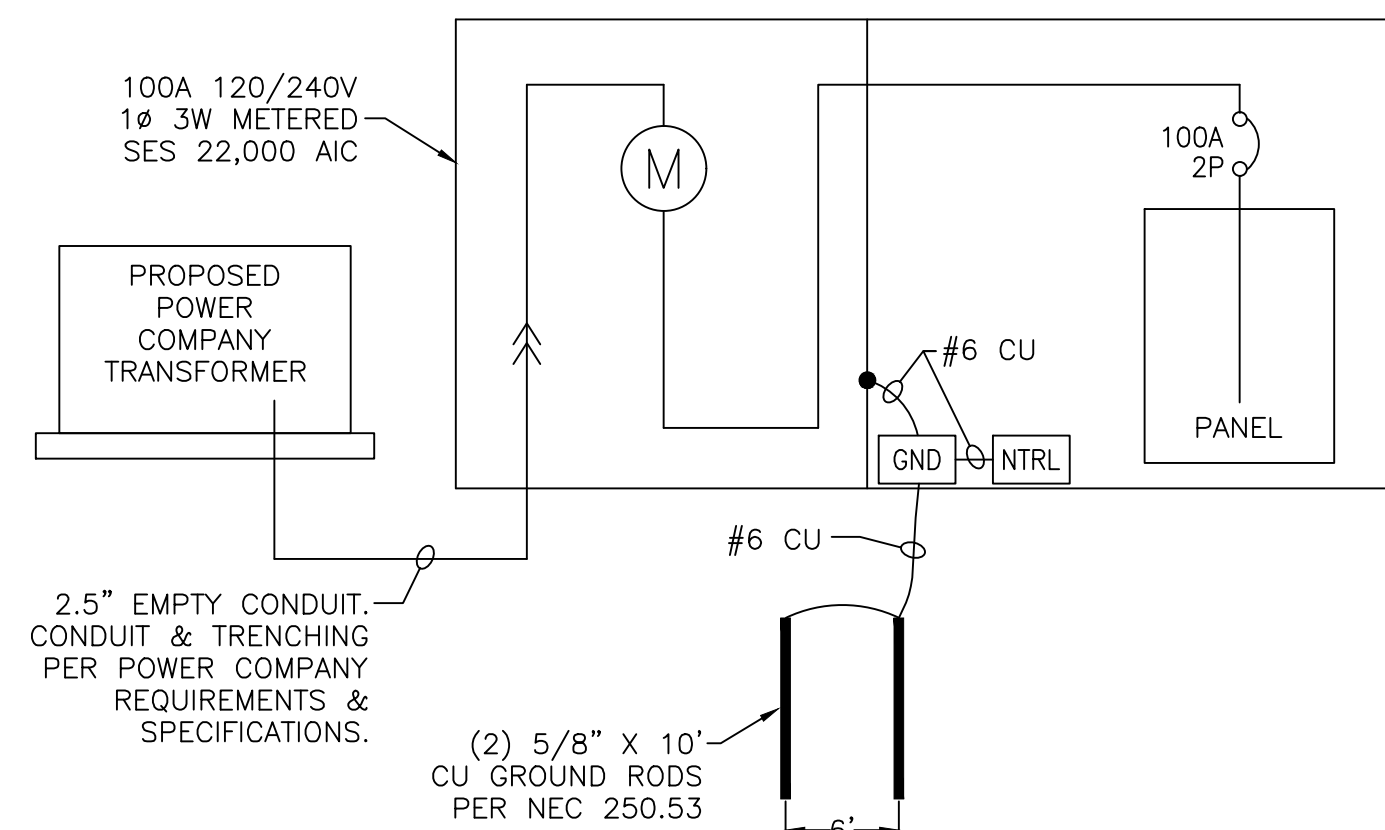 100A 120/240V
1ø 3W METERED
SES 22,000 AIC
M
100A
2P
PROPOSED
POWER
COMPANY
TRANSFORMER
#6 CU
PANEL
GND
NTRL
#6 CU
2.5” EMPTY CONDUIT.
CONDUIT & TRENCHING
PER POWER COMPANY
REQUIREMENTS &
SPECIFICATIONS.
(2) 5/8” X 10’
CU GROUND RODS
PER NEC 250.53
6’